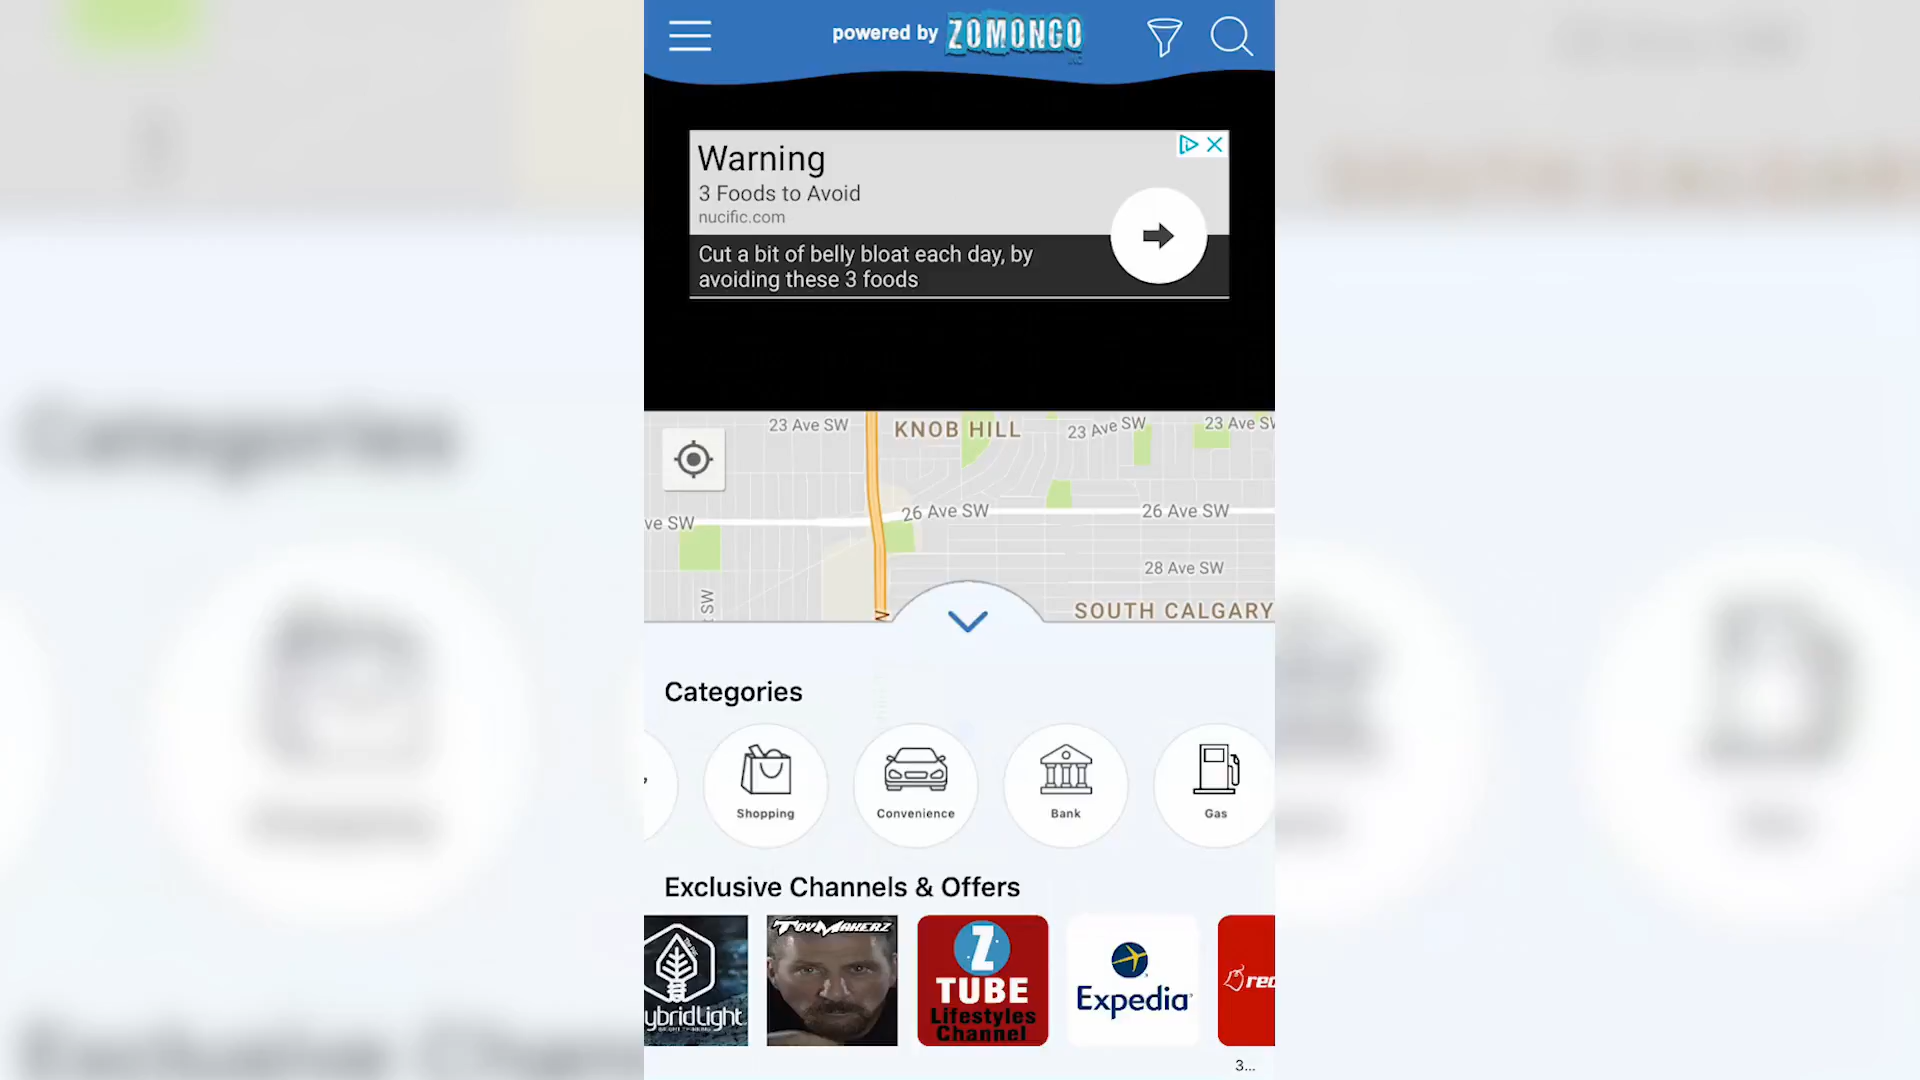 powered by ZOMONGO
Warning
3 Foods to Avoid
nucific.com
Cut a bit of belly bloat each day, by
avoiding these 3 foods
23 Ave SW
KNOB HILL
23 Ave SW
23 Ave SW
26 Ave SW
26 Ave SW
ve SW
28 Ave SW
SW
SOUTH CALGARY
Categories
Shopping
Convenience
Bank
Gas
Exclusive Channels & Offers
ybridLight
TOYMAKERZ
Z
TUBE
Lifestyles
Channel
Expedia
red
3...